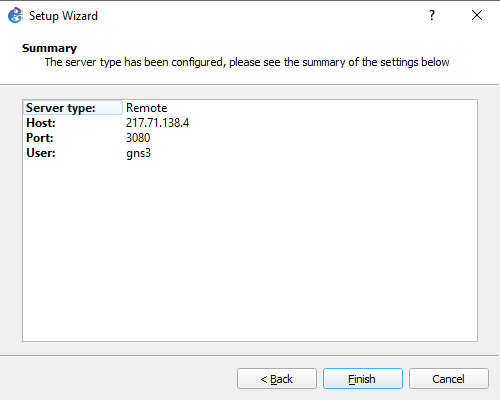 Setup Wizard
?
Summary
The server type has been configured, please see the summary of the settings below
Server type: Remote
Host: 217.71.138.4
Port: 3080
User: gns3
< Back
Finish
Cancel